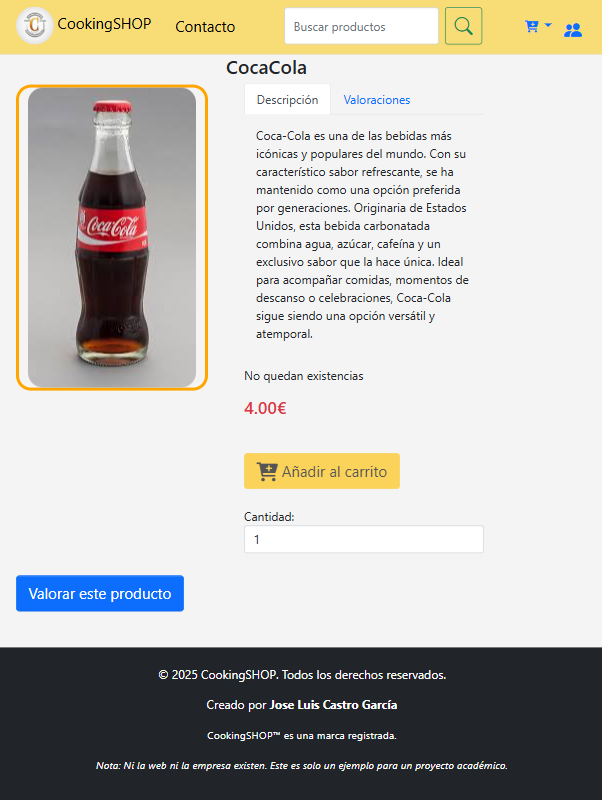 CookingSHOP
Contacto
Buscar productos
CocaCola
Descripción
Valoraciones
Coca-Cola
Coca-Cola es una de las bebidas más
icónicas y populares del mundo. Con su
característico sabor refrescante, se ha
mantenido como una opción preferida
por generaciones. Originaria de Estados
Unidos, esta bebida carbonatada
combina agua, azúcar, cafeína y un
exclusivo sabor que la hace única. Ideal
para acompañar comidas, momentos de
descanso o celebraciones, Coca-Cola
sigue siendo una opción versátil y
atemporal.
No quedan existencias
4.00€
Añadir al carrito
Cantidad:
1
Valorar este producto
© 2025 CookingSHOP. Todos los derechos reservados.
Creado por Jose Luis Castro García
CookingSHOP™ es una marca registrada.
Nota: Ni la web ni la empresa existen. Este es solo un ejemplo para un proyecto académico.